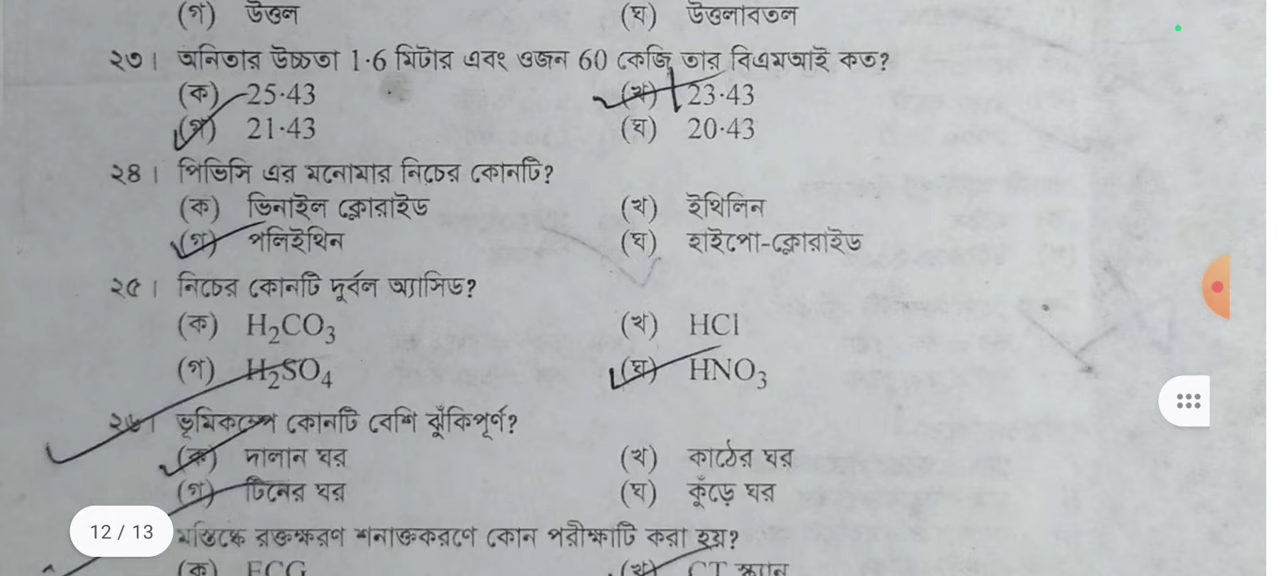 (গ) উত্তল (ঘ) উত্তলাবতল
২৩। অনিতার উচ্চতা 1·6 মিটার এবং ওজন 60 কেজি তার বিএমআই কত?
(ক) 25·43 (খ) 23·43
(গ) 21·43 (ঘ) 20·43
২৪। পিভিসি এর মনোমার নিচের কোনটি?
(ক) ভিনাইল ক্লোরাইড (খ) ইথিলিন
(গ) পলিইথিন (ঘ) হাইপো-ক্লোরাইড
২৫। নিচের কোনটি দুর্বল অ্যাসিড?
(ক) H₂CO₃ (খ) HCl
(গ) H₂SO₄ (ঘ) HNO₃
২৬। ভূমিকম্পে কোনটি বেশি ঝুঁকিপূর্ণ?
(ক) দালান ঘর (খ) কাঠের ঘর
(গ) টিনের ঘর (ঘ) কুঁড়ে ঘর
12 / 13
মস্তিষ্কে রক্তক্ষরণ শনাক্তকরণে কোন পরীক্ষাটি করা হয়?
(ক) ECG (খ) CT স্ক্যান